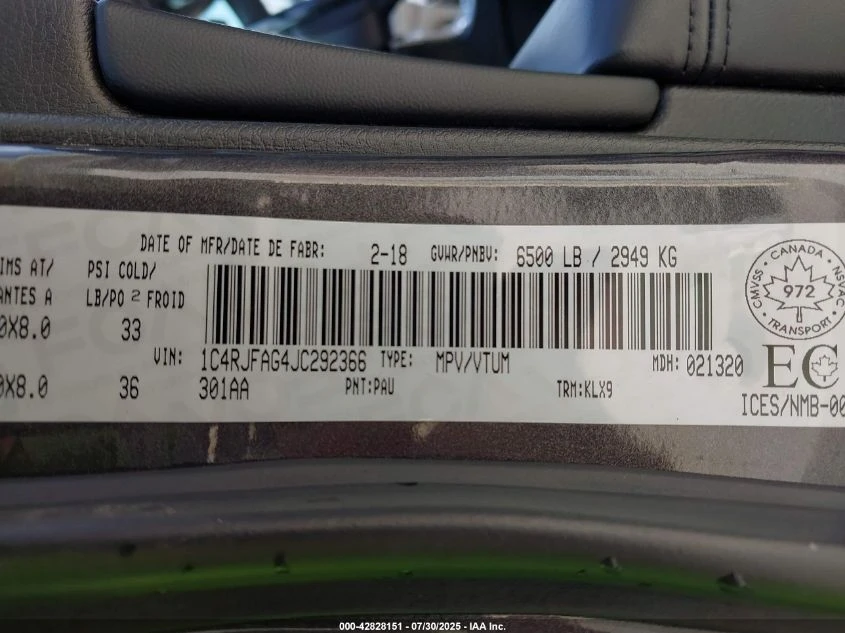 DATE OF MFR/DATE DE FABR: 2-18 GVWR/PNBV: 6500 LB / 2949 KG
IMS AT/ PSI COLD/
ANTES A LB/PO 2 FROID
0X8.0 33
VIN: 1C4RJFAG4JC292366 TYPE: MPV/VTUM MDH: 021320
0X8.0 36 301AA PNT:PAU TRM:KLX9
CMVSS · CANADA · NSVAC
972
TRANSPORT
EC
ICES/NMB-00
000-42828151 - 07/30/2025 - IAA Inc.